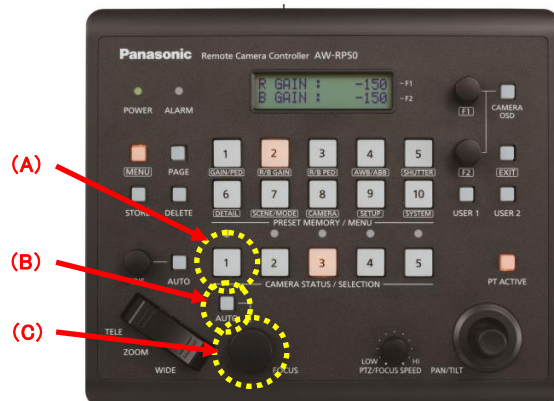 Panasonic Remote Camera Controller AW-RP50
R GAIN : -150 F1
B GAIN : -150 F2
POWER ALARM
F1 CAMERA OSD
1 2 3 4 5
MENU PAGE GAIN/PED R/B GAIN R/B PED AWB/ABB SHUTTER F2 EXIT
6 7 8 9 10
STORE DELETE DETAIL SCENE/MODE CAMERA SETUP SYSTEM USER 1 USER 2
PRESET MEMORY / MENU
(A)
1 2 3 4 5
AUTO PT ACTIVE
CAMERA STATUS / SELECTION
(B)
AUTO
(C)
TELE
ZOOM
WIDE
FOCUS
LOW HI
PTZ/FOCUS SPEED
PAN/TILT